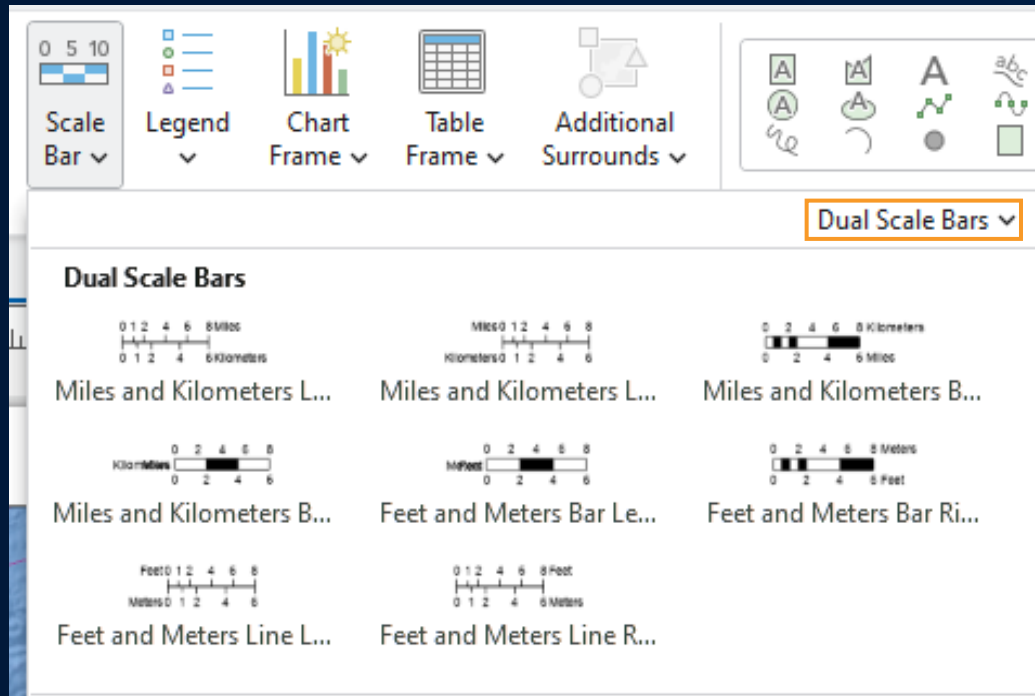 0 5 10
Scale
Bar
Legend
Chart
Frame
Table
Frame
Additional
Surrounds
A
A
A
abc
A
A
Dual Scale Bars
Dual Scale Bars
0 1 2 4 6 8 Miles
0 1 2 4 6 Kilometers
Miles and Kilometers L...
Miles 0 1 2 4 6 8
Kilometers 0 1 2 4 6
Miles and Kilometers L...
0 2 4 6 8 Kilometers
0 2 4 6 Miles
Miles and Kilometers B...
0 2 4 6 8
0 2 4 6
Miles and Kilometers B...
0 2 4 6 8
0 2 4 6
Feet and Meters Bar Le...
0 2 4 6 8 Meters
0 2 4 6 Feet
Feet and Meters Bar Ri...
Feet 0 1 2 4 6 8
Meters 0 1 2 4 6
Feet and Meters Line L...
0 1 2 4 6 8 Feet
0 1 2 4 6 Meters
Feet and Meters Line R...